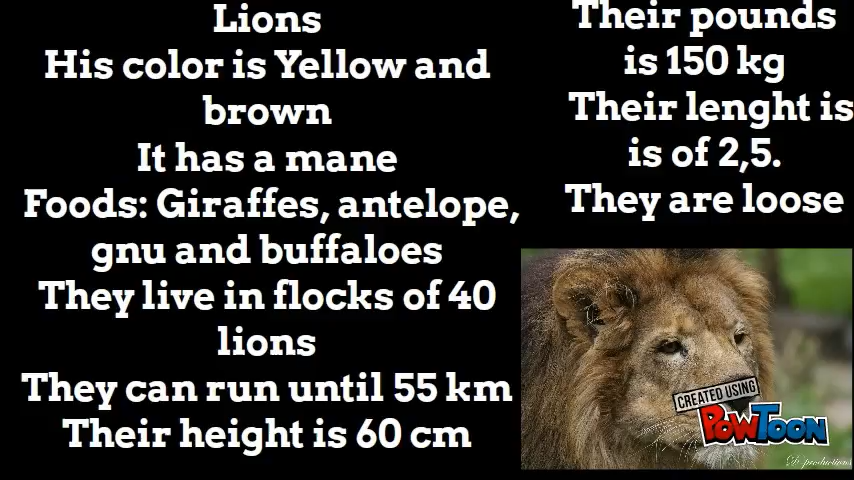 Lions
His color is Yellow and
brown
It has a mane
Foods: Giraffes, antelope,
gnu and buffaloes
They live in flocks of 40
lions
They can run until 55 km
Their height is 60 cm
Their pounds
is 150 kg
Their lenght is
is of 2,5.
They are loose
CREATED USING
POWTOON
Di productions